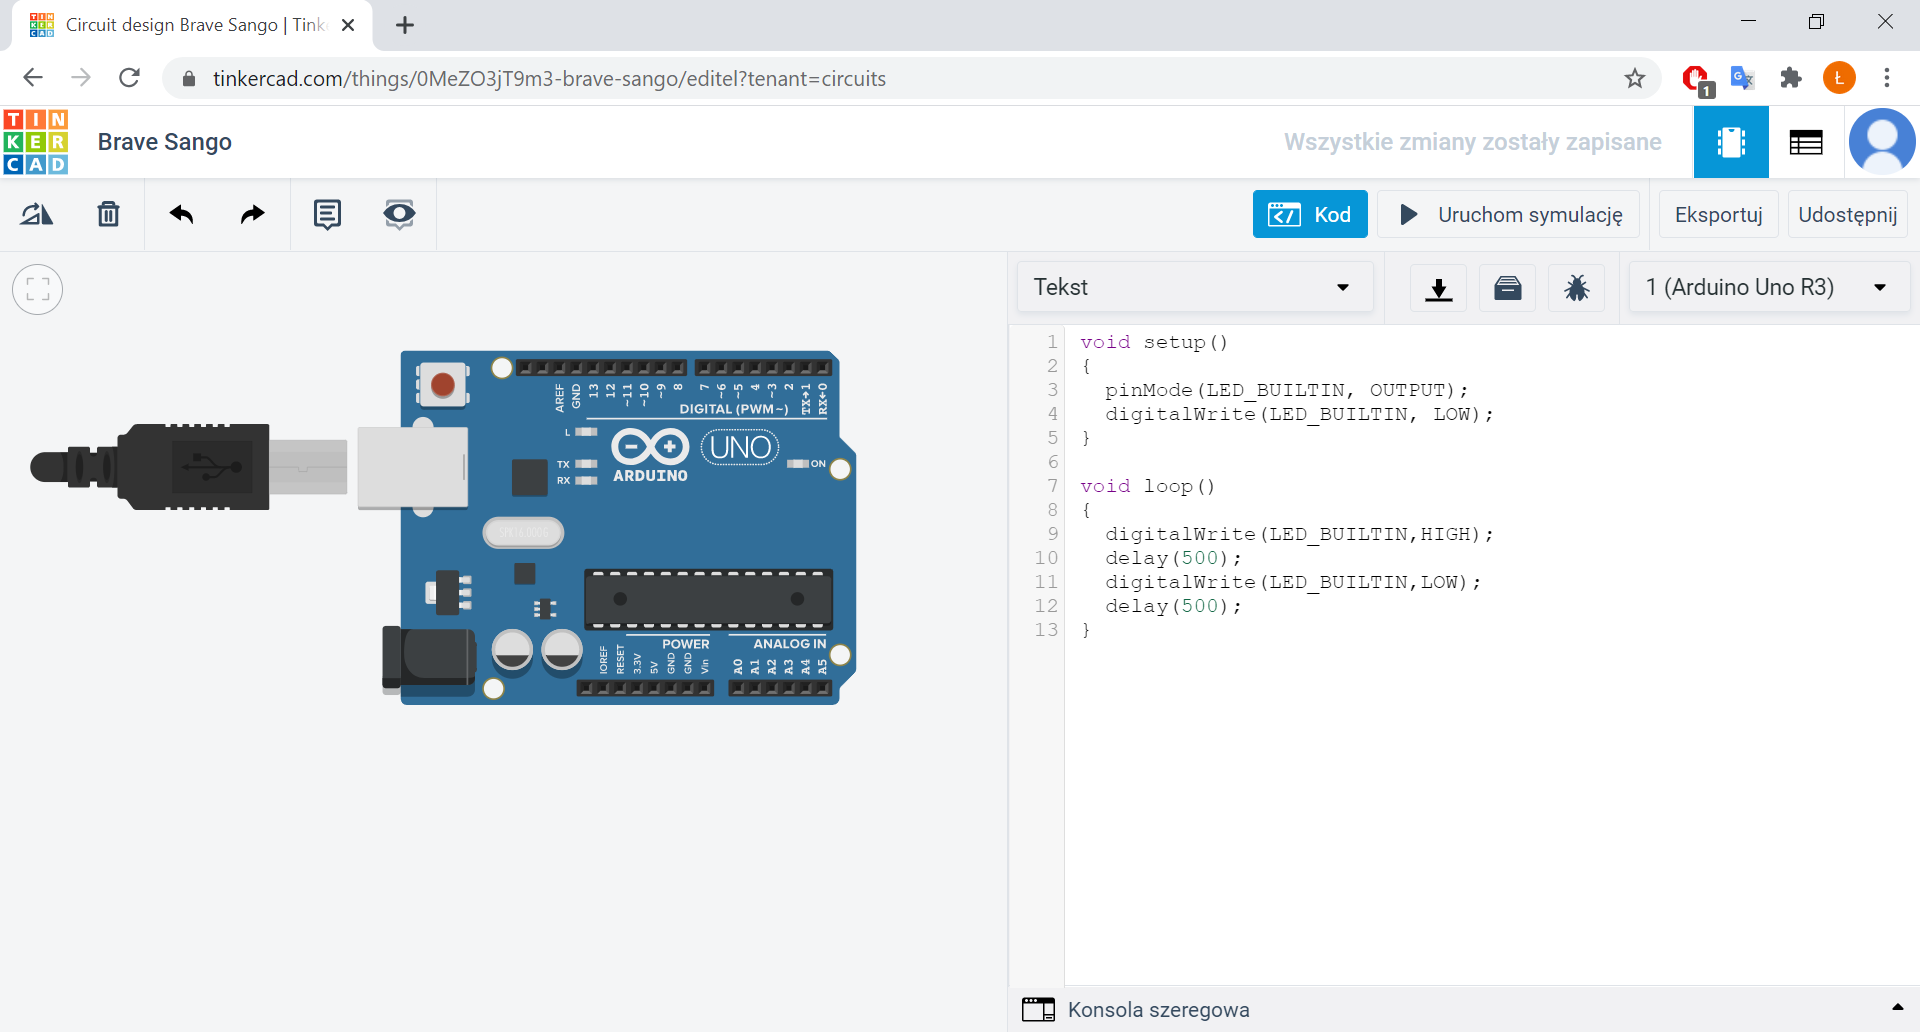 Circuit design Brave Sango | Tink
tinkercad.com/things/0MeZO3jT9m3-brave-sango/editel?tenant=circuits
1
Ł
TIN
KER
CAD
Brave Sango
Wszystkie zmiany zostały zapisane
Kod
Uruchom symulację
Eksportuj
Udostępnij
Tekst
1 (Arduino Uno R3)
AREF
GND
13
12
~11
~10
~9
8
7
~6
~5
4
~3
2
TX→1
RX←0
DIGITAL (PWM~)
L
TX
RX
ARDUINO
UNO
ON
POWER
ANALOG IN
IOREF
RESET
3.3V
5V
GND
GND
Vin
A0
A1
A2
A3
A4
A5
1 void setup()
2 {
3   pinMode(LED_BUILTIN, OUTPUT);
4   digitalWrite(LED_BUILTIN, LOW);
5 }
6
7 void loop()
8 {
9   digitalWrite(LED_BUILTIN,HIGH);
10   delay(500);
11   digitalWrite(LED_BUILTIN,LOW);
12   delay(500);
13 }
Konsola szeregowa